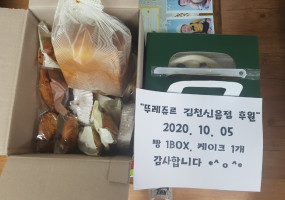 "뚜레쥬르 김천신음점 후원"
2020. 10. 05
빵 1BOX, 케이크 1개
감사합니다 *^o^*